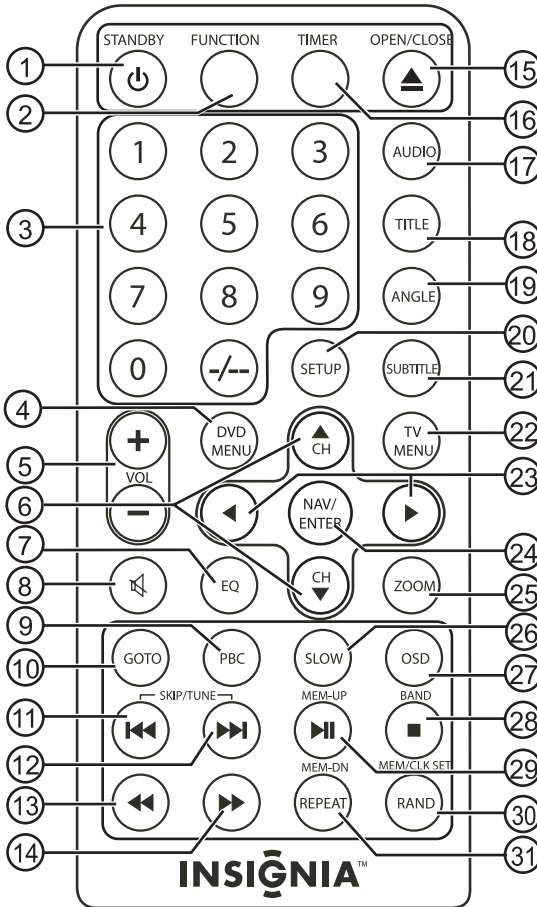 STANDBY FUNCTION TIMER OPEN/CLOSE
1 15
2 16
1 2 3 AUDIO
17
3 4 5 6 TITLE
18
7 8 9 ANGLE 19
20
0 -/-- SETUP SUBTITLE
21
4 DVD MENU CH TV MENU 22
5 + VOL −
23
6 NAV/ENTER
24
7 CH
8 EQ ZOOM 25
9 26
10 GOTO PBC SLOW OSD 27
SKIP/TUNE MEM-UP BAND
11 28
12 29
MEM-DN MEM/CLK SET
13 REPEAT RAND 30
14 31
INSIGNIA™